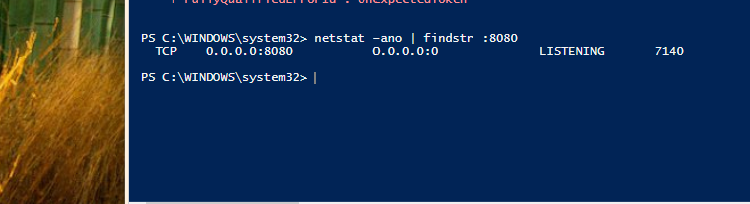 + FullyQualifiedErrorId : UnexpectedToken
PS C:\WINDOWS\system32> netstat -ano | findstr :8080
TCP 0.0.0.0:8080 0.0.0.0:0 LISTENING 7140
PS C:\WINDOWS\system32>